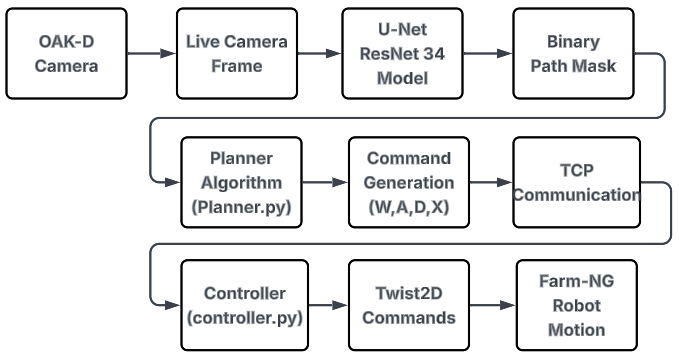 OAK-D
Camera
Live Camera
Frame
U-Net
ResNet 34
Model
Binary
Path Mask
Planner
Algorithm
(Planner.py)
Command
Generation
(W,A,D,X)
TCP
Communication
Controller
(controller.py)
Twist2D
Commands
Farm-NG
Robot
Motion